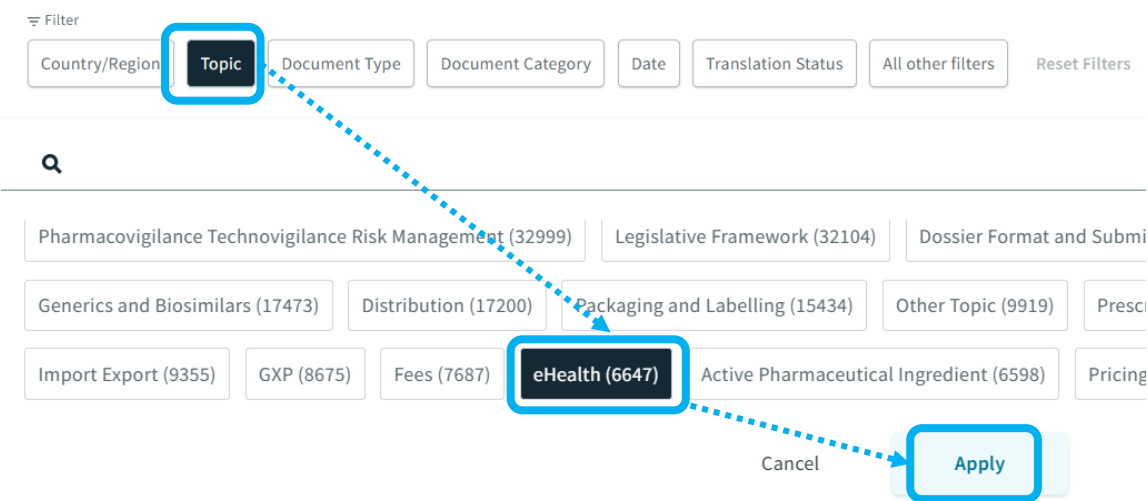 Filter
Country/Region Topic Document Type Document Category Date Translation Status All other filters Reset Filters
Pharmacovigilance Technovigilance Risk Management (32999) Legislative Framework (32104) Dossier Format and
Generics and Biosimilars (17473) Distribution (17200) Packaging and Labelling (15434) Other Topic (9919)
Import Export (9355) GXP (8675) Fees (7687) eHealth (6647) Active Pharmaceutical Ingredient (6598) Pricing
Cancel Apply